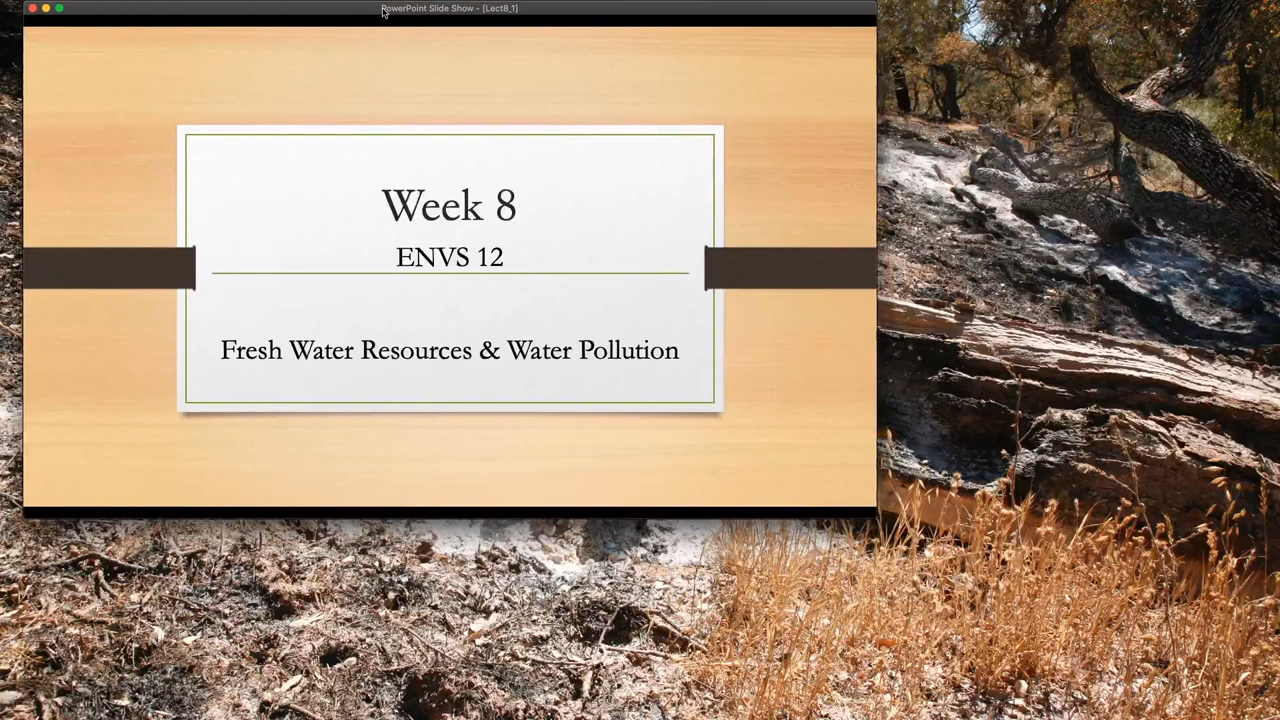 PowerPoint Slide Show - [Lect8_1]
Week 8
ENVS 12
Fresh Water Resources & Water Pollution